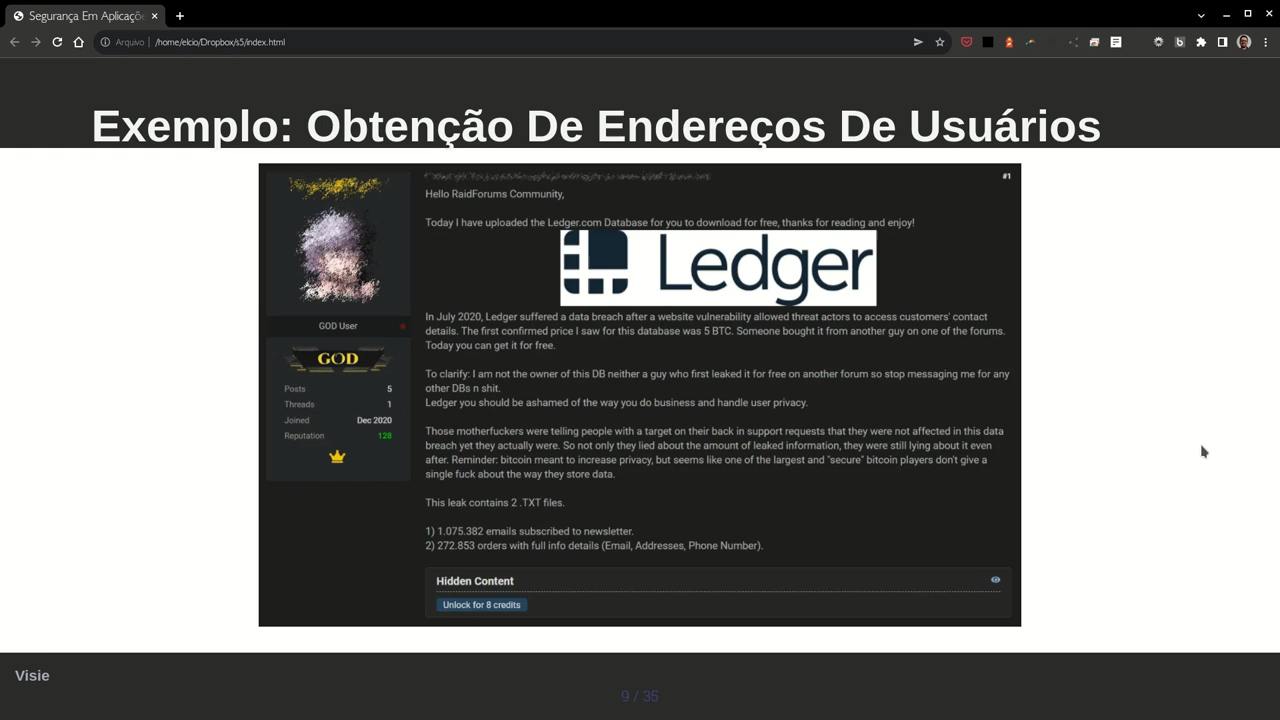 Segurança Em Aplicaçõe
Arquivo
/home/elcio/Dropbox/s5/index.html
Exemplo: Obtenção De Endereços De Usuários
#1
Hello RaidForums Community,
Today I have uploaded the Ledger.com Database for you to download for free, thanks for reading and enjoy!
Ledger
GOD User
GOD
Posts 5
Threads 1
Joined Dec 2020
Reputation 128
In July 2020, Ledger suffered a data breach after a website vulnerability allowed threat actors to access customers' contact
details. The first confirmed price I saw for this database was 5 BTC. Someone bought it from another guy on one of the forums.
Today you can get it for free.
To clarify: I am not the owner of this DB neither a guy who first leaked it for free on another forum so stop messaging me for any
other DBs n shit.
Ledger you should be ashamed of the way you do business and handle user privacy.
Those motherfuckers were telling people with a target on their back in support requests that they were not affected in this data
breach yet they actually were. So not only they lied about the amount of leaked information, they were still lying about it even
after. Reminder: bitcoin meant to increase privacy, but seems like one of the largest and "secure" bitcoin players don't give a
single fuck about the way they store data.
This leak contains 2 .TXT files.
1) 1.075.382 emails subscribed to newsletter.
2) 272.853 orders with full info details (Email, Addresses, Phone Number).
Hidden Content
Unlock for 8 credits
Visie
9 / 35